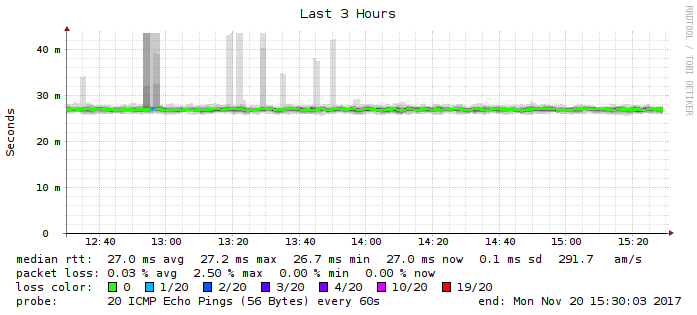 Last 3 Hours
RRDTOOL / TOBI OETIKER
Seconds
40 m
30 m
20 m
10 m
0
12:40 13:00 13:20 13:40 14:00 14:20 14:40 15:00 15:20
median rtt: 27.0 ms avg 27.2 ms max 26.7 ms min 27.0 ms now 0.1 ms sd 291.7 am/s
packet loss: 0.03 % avg 2.50 % max 0.00 % min 0.00 % now
loss color: 0 1/20 2/20 3/20 4/20 10/20 19/20
probe: 20 ICMP Echo Pings (56 Bytes) every 60s end: Mon Nov 20 15:30:03 2017